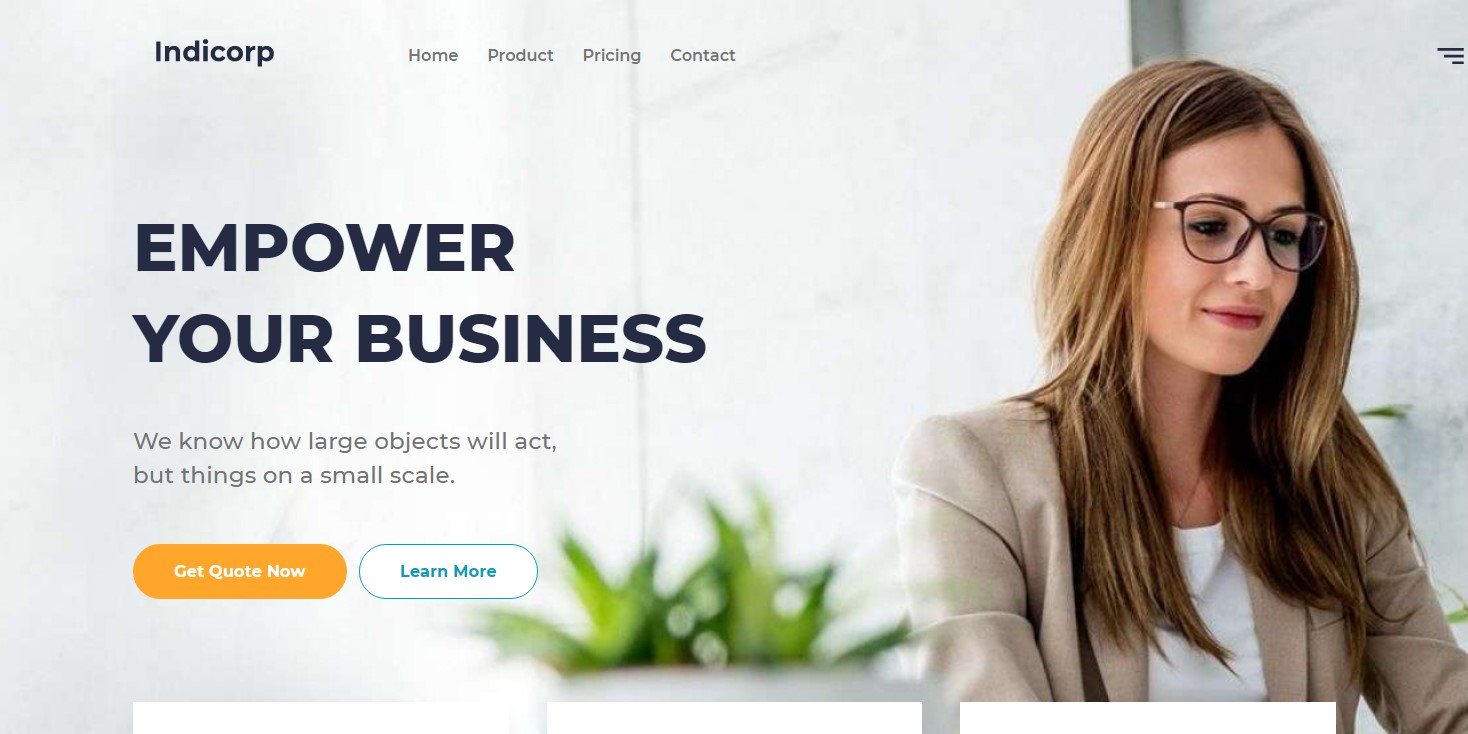 Indicorp
Home Product Pricing Contact
EMPOWER
YOUR BUSINESS
We know how large objects will act,
but things on a small scale.
Get Quote Now
Learn More